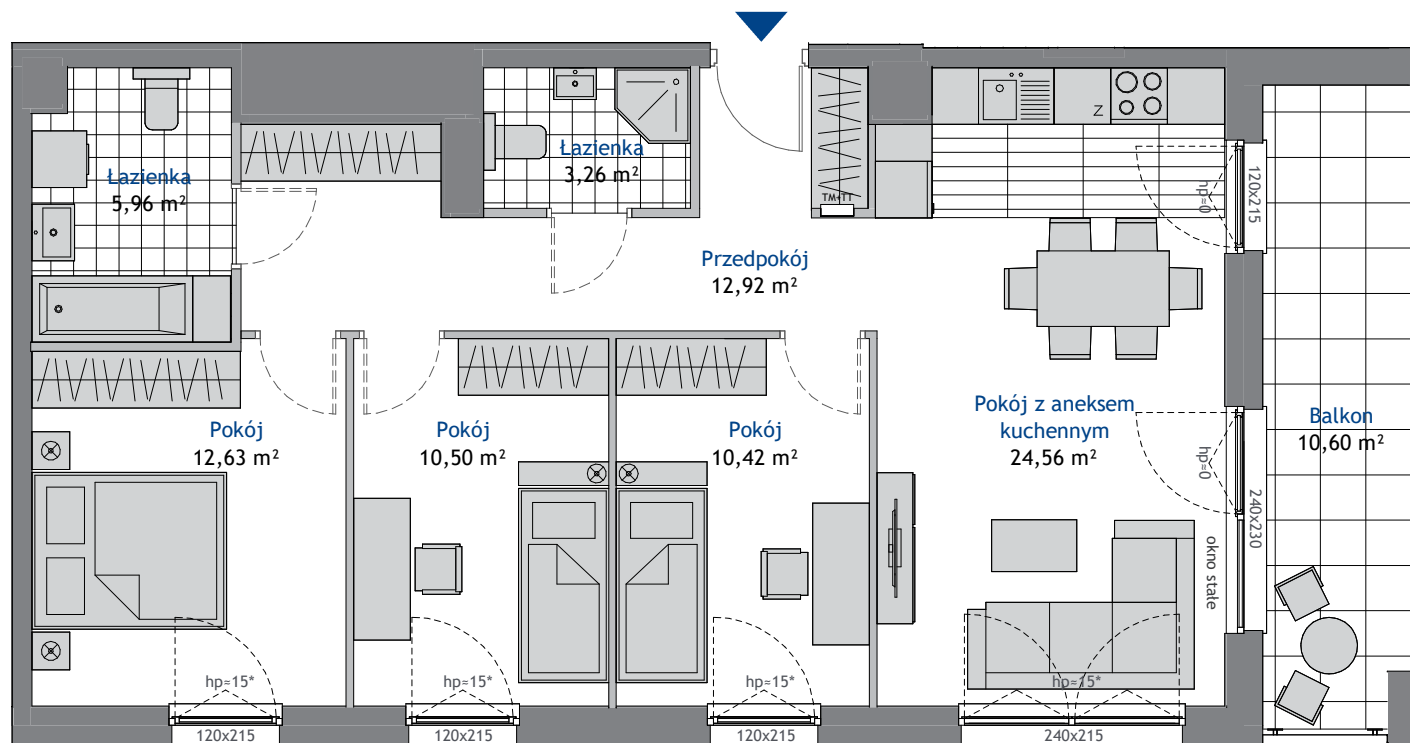 Łazienka
5,96 m²
Łazienka
3,26 m²
TM+TT
Z
hp≈0
120x215
Przedpokój
12,92 m²
Pokój
12,63 m²
Pokój
10,50 m²
Pokój
10,42 m²
Pokój z aneksem
kuchennym
24,56 m²
hp≈0
240x230
okno stałe
Balkon
10,60 m²
hp≈15*
hp≈15*
hp≈15*
hp≈15*
120x215
120x215
120x215
240x215